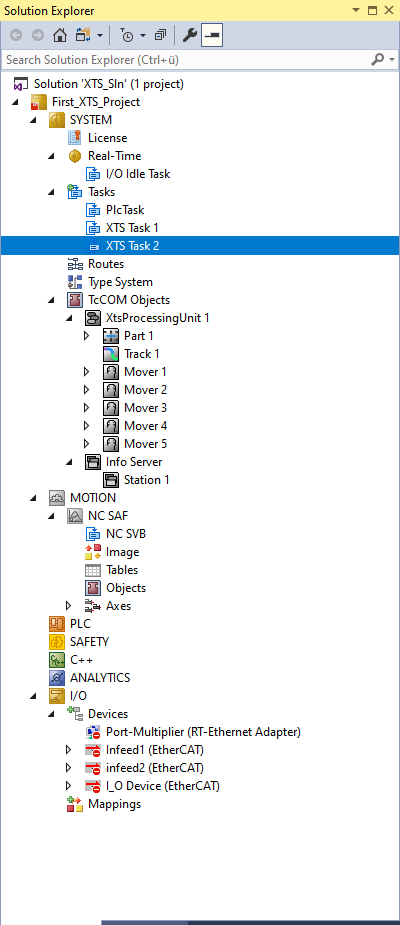 Solution Explorer
Search Solution Explorer (Ctrl+ü)
Solution 'XTS_Sln' (1 project)
First_XTS_Project
SYSTEM
License
Real-Time
I/O Idle Task
Tasks
PlcTask
XTS Task 1
XTS Task 2
Routes
Type System
TcCOM Objects
XtsProcessingUnit 1
Part 1
Track 1
Mover 1
Mover 2
Mover 3
Mover 4
Mover 5
Info Server
Station 1
MOTION
NC SAF
NC SVB
Image
Tables
Objects
Axes
PLC
SAFETY
C++
ANALYTICS
I/O
Devices
Port-Multiplier (RT-Ethernet Adapter)
Infeed1 (EtherCAT)
infeed2 (EtherCAT)
I_O Device (EtherCAT)
Mappings